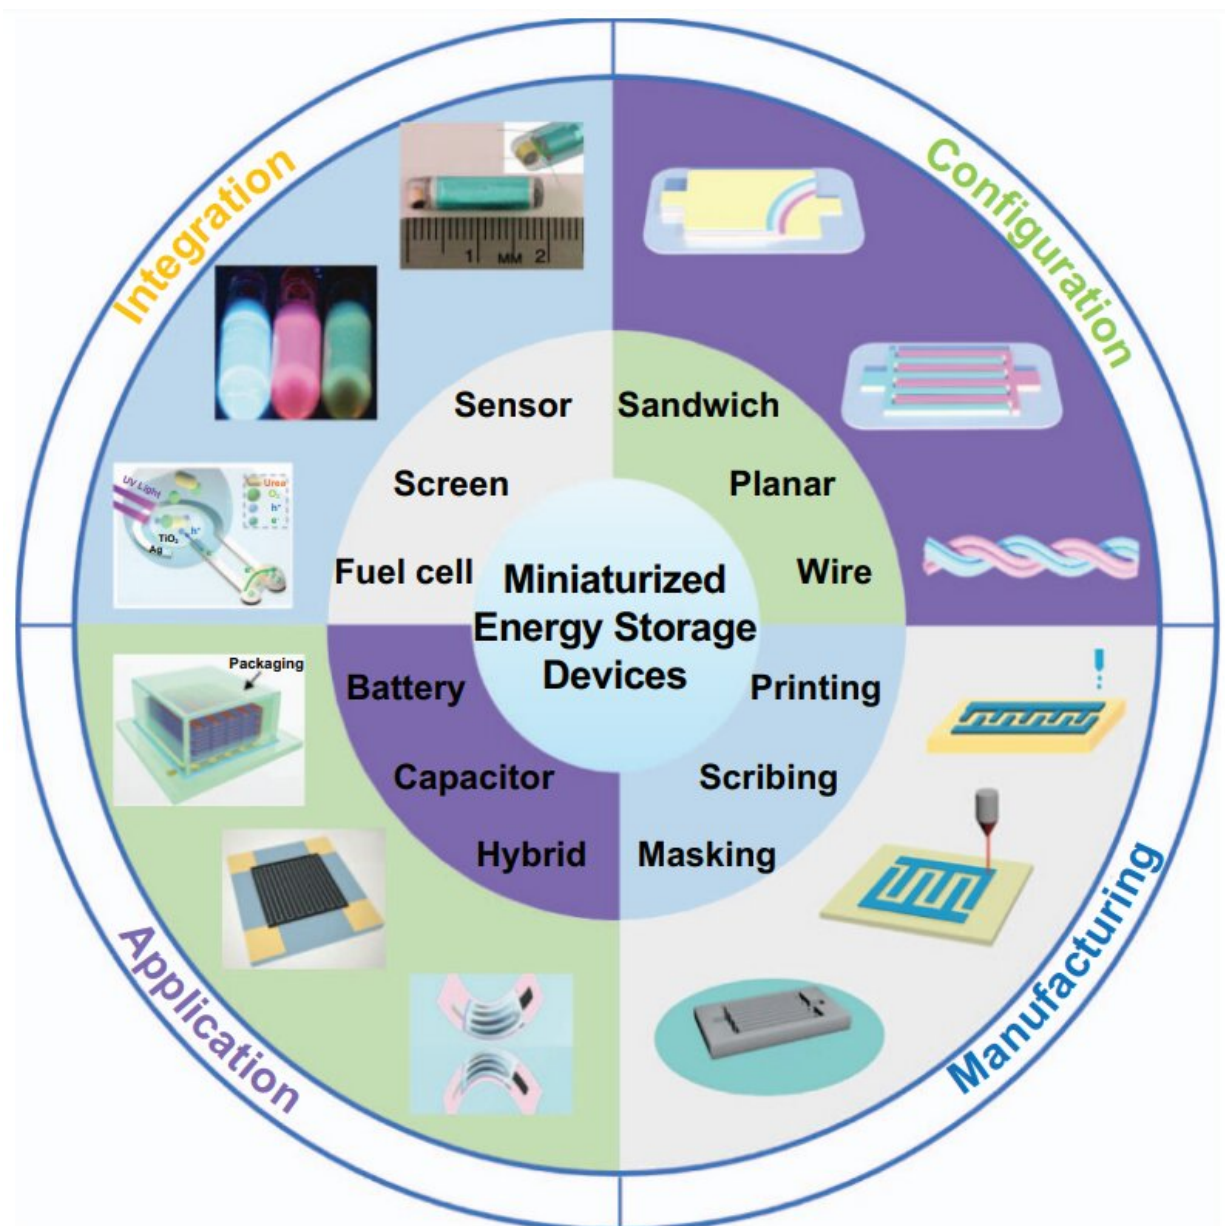 Integration
Configuration
1 MM 2
Sensor
Sandwich
Screen
Planar
UV Light
Urea
O₂
h⁺
e⁻
TiO₂
h⁺
Ag
Fuel cell
Wire
Miniaturized
Energy Storage
Devices
Packaging
Battery
Printing
Capacitor
Scribing
Hybrid
Masking
Application
Manufacturing